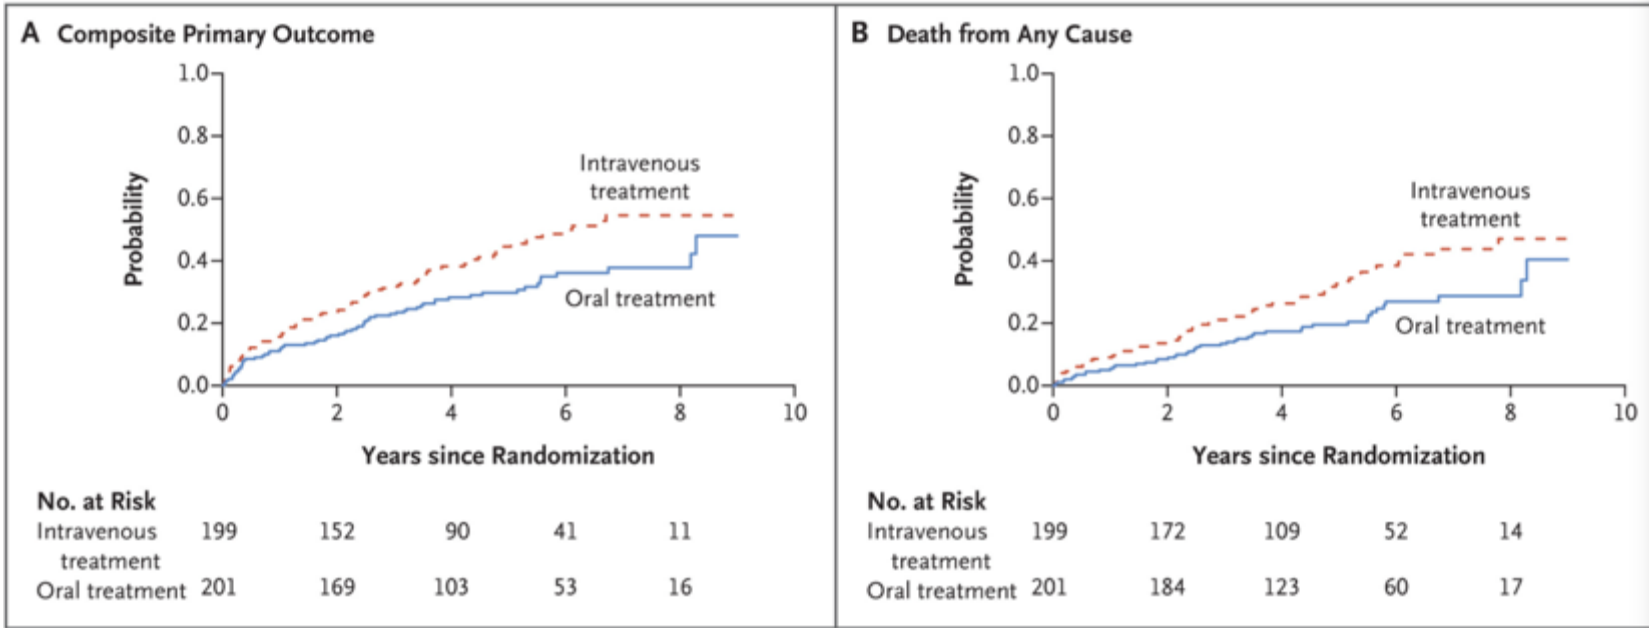 A Composite Primary Outcome
1.0
0.8
0.6
0.4
0.2
0.0
Probability
Intravenous
treatment
Oral treatment
0 2 4 6 8 10
Years since Randomization
No. at Risk
Intravenous 199 152 90 41 11
treatment
Oral treatment 201 169 103 53 16
B Death from Any Cause
1.0
0.8
0.6
0.4
0.2
0.0
Probability
Intravenous
treatment
Oral treatment
0 2 4 6 8 10
Years since Randomization
No. at Risk
Intravenous 199 172 109 52 14
treatment
Oral treatment 201 184 123 60 17